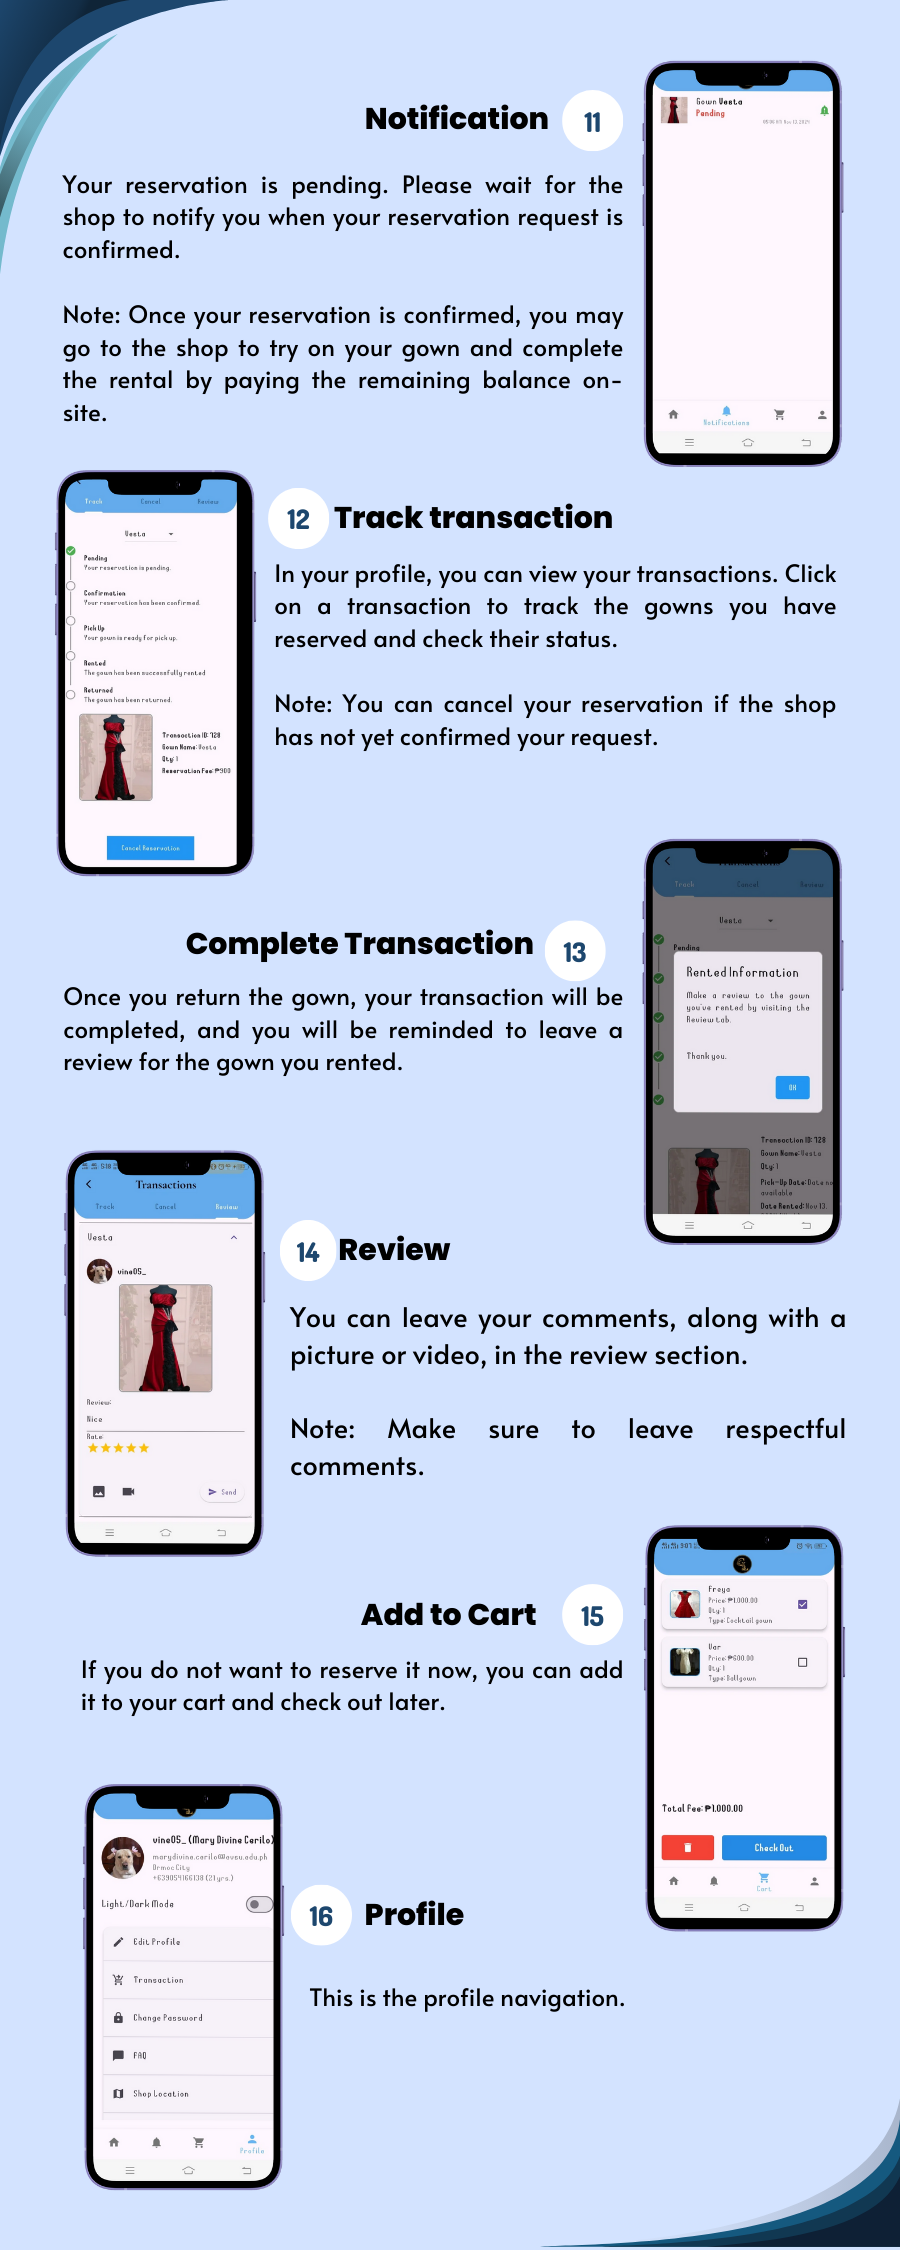 Notification
11
Your reservation is pending. Please wait for the
shop to notify you when your reservation request is
confirmed.
Note: Once your reservation is confirmed, you may
go to the shop to try on your gown and complete
the rental by paying the remaining balance on-
site.
Gown Vesta
Pending
Notifications
Track Cancel Review
Vesta
Pending
Your reservation is pending.
Confirmation
Your reservation has been confirmed.
Pick Up
Your gown is ready for pick up.
Rented
The gown has been successfully rented
Returned
The gown has been returned.
Transaction ID: 128
Gown Name: Vesta
Qty: 1
Reservation Fee: ₱900
Cancel Reservation
12
Track transaction
In your profile, you can view your transactions. Click
on a transaction to track the gowns you have
reserved and check their status.
Note: You can cancel your reservation if the shop
has not yet confirmed your request.
Complete Transaction
13
Once you return the gown, your transaction will be
completed, and you will be reminded to leave a
review for the gown you rented.
Track Cancel Review
Vesta
Pending
Rented Information
Make a review to the gown
you've rented by visiting the
Review tab.
Thank you.
OK
Transaction ID: 128
Gown Name: Vesta
Qty: 1
Pick-Up Date: Date no
available
Date Rented: Nov 13,
Transactions
Track Cancel Review
Vesta
vine05_
Review:
Nice
Rate:
Send
14
Review
You can leave your comments, along with a
picture or video, in the review section.
Note: Make sure to leave respectful
comments.
Add to Cart
15
If you do not want to reserve it now, you can add
it to your cart and check out later.
Freya
Price: ₱1,000.00
Qty: 1
Type: Cocktail gown
Var
Price: ₱600.00
Qty: 1
Type: Ballgown
Total Fee: ₱1,000.00
Check Out
Cart
vine05_ (Mary Divine Cerilo)
Ormoc City
Light/Dark Mode
Edit Profile
Transaction
Change Password
FAQ
Shop Location
Profile
16
Profile
This is the profile navigation.